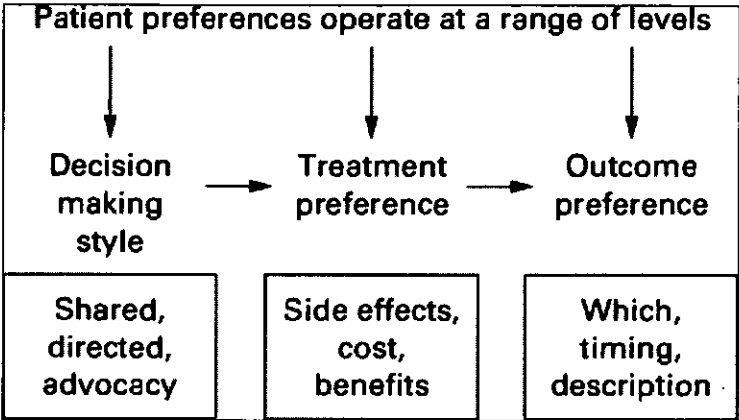 Patient preferences operate at a range of levels
Decision
making
style
Treatment
preference
Outcome
preference
Shared,
directed,
advocacy
Side effects,
cost,
benefits
Which,
timing,
description